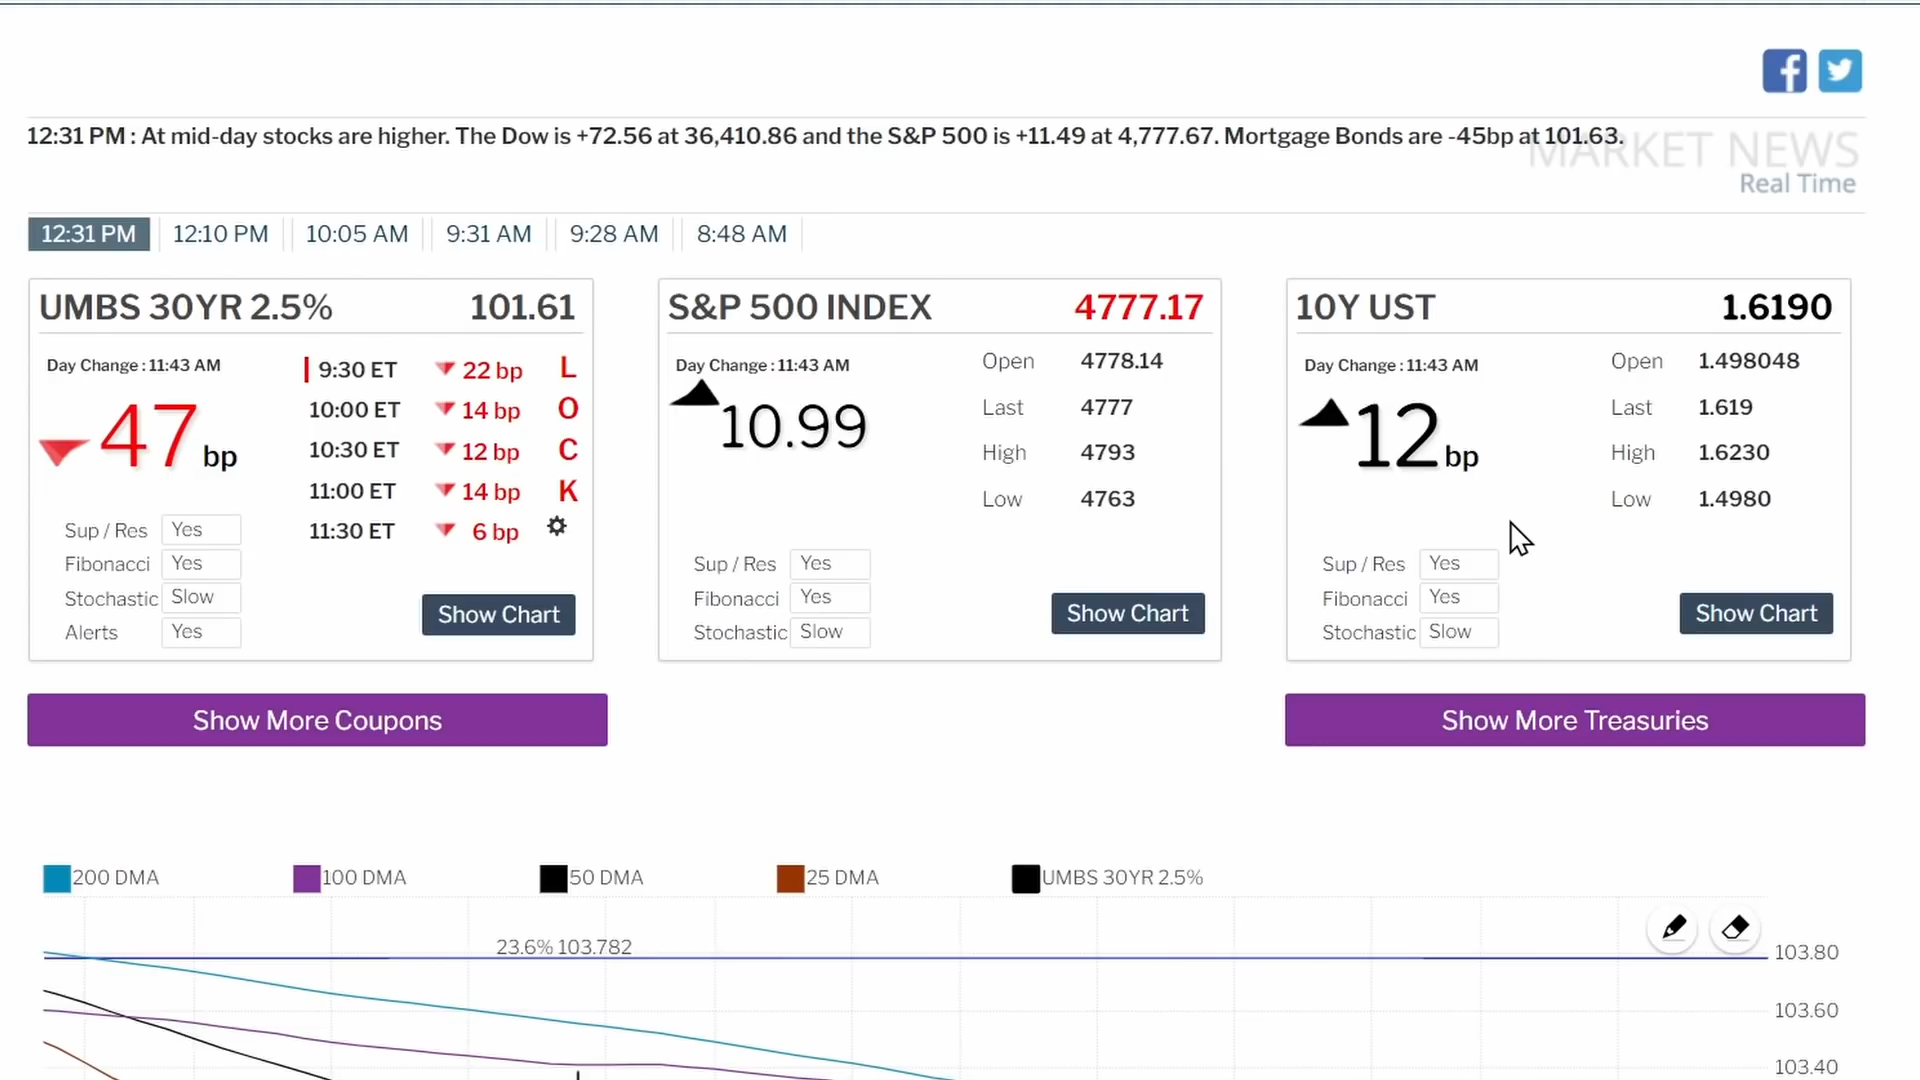 12:31 PM : At mid-day stocks are higher. The Dow is +72.56 at 36,410.86 and the S&P 500 is +11.49 at 4,777.67. Mortgage Bonds are -45bp at 101.63.
MARKET NEWS
Real Time
12:31 PM 12:10 PM 10:05 AM 9:31 AM 9:28 AM 8:48 AM
UMBS 30YR 2.5% 101.61
Day Change : 11:43 AM
47 bp
9:30 ET 22 bp L
10:00 ET 14 bp O
10:30 ET 12 bp C
11:00 ET 14 bp K
11:30 ET 6 bp
Sup / Res Yes
Fibonacci Yes
Stochastic Slow
Alerts Yes
Show Chart
S&P 500 INDEX 4777.17
Day Change : 11:43 AM
10.99
Open 4778.14
Last 4777
High 4793
Low 4763
Sup / Res Yes
Fibonacci Yes
Stochastic Slow
Show Chart
10Y UST 1.6190
Day Change : 11:43 AM
12 bp
Open 1.498048
Last 1.619
High 1.6230
Low 1.4980
Sup / Res Yes
Fibonacci Yes
Stochastic Slow
Show Chart
Show More Coupons
Show More Treasuries
200 DMA 100 DMA 50 DMA 25 DMA UMBS 30YR 2.5%
23.6% 103.782
103.80
103.60
103.40